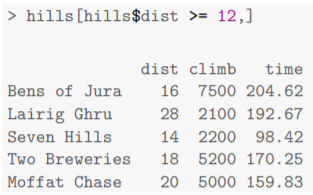 > hills[hills$dist >= 12,]
dist climb time
Bens of Jura 16 7500 204.62
Lairig Ghru 28 2100 192.67
Seven Hills 14 2200 98.42
Two Breweries 18 5200 170.25
Moffat Chase 20 5000 159.83